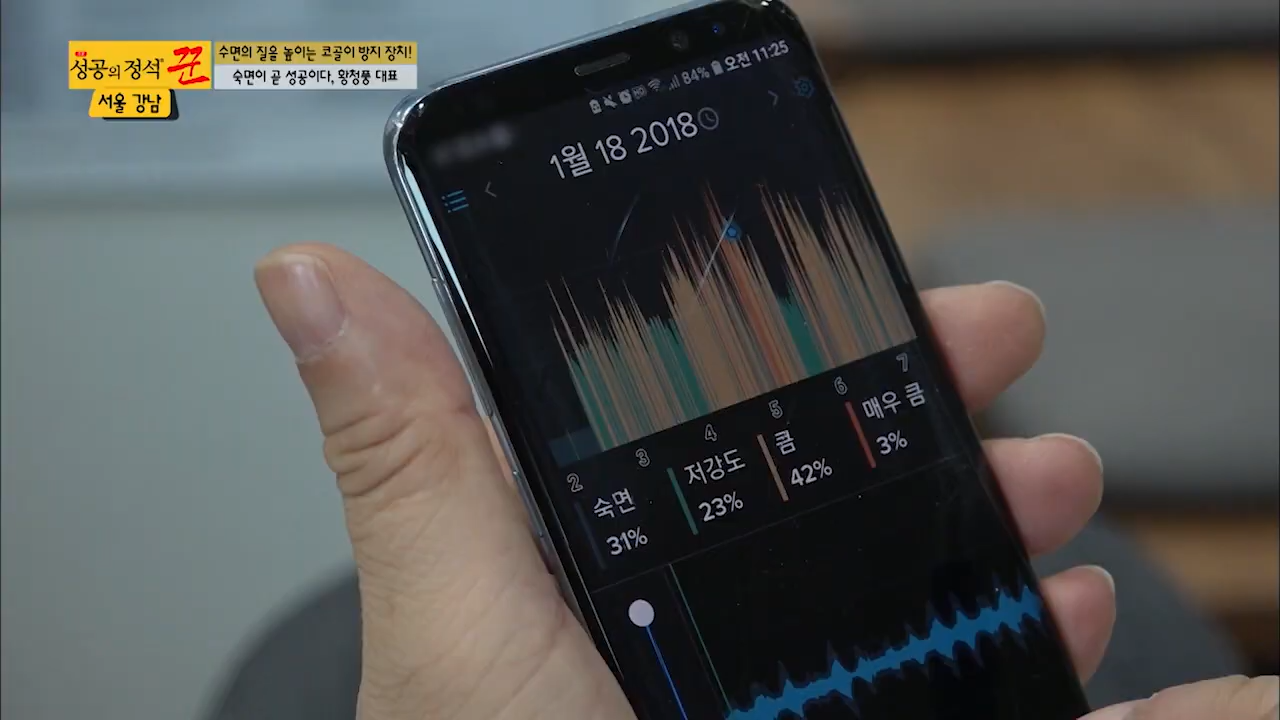 성공의 정석 꾼
서울 강남
수면의 질을 높이는 코골이 방지 장치!
숙면이 곧 성공이다, 황청풍 대표
84% 오전 11:25
1월 18 2018
2 3 4 5 6 7
숙면 저강도 큼 매우 큼
31% 23% 42% 3%